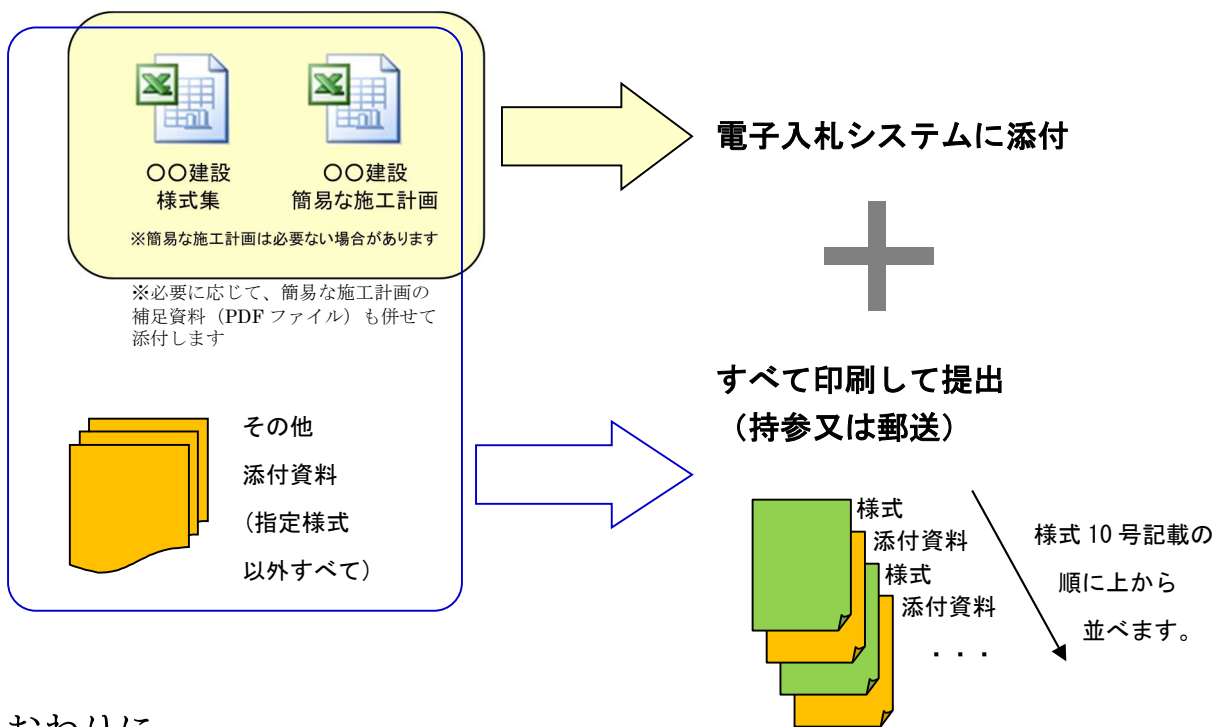 〇〇建設
様式集
〇〇建設
簡易な施工計画
※簡易な施工計画は必要ない場合があります
※必要に応じて、簡易な施工計画の
補足資料（PDF ファイル）も併せて
添付します
電子入札システムに添付
すべて印刷して提出
（持参又は郵送）
その他
添付資料
（指定様式
以外すべて）
様式
添付資料
様式
添付資料
・・・
様式 10 号記載の
順に上から
並べます。
おわりに